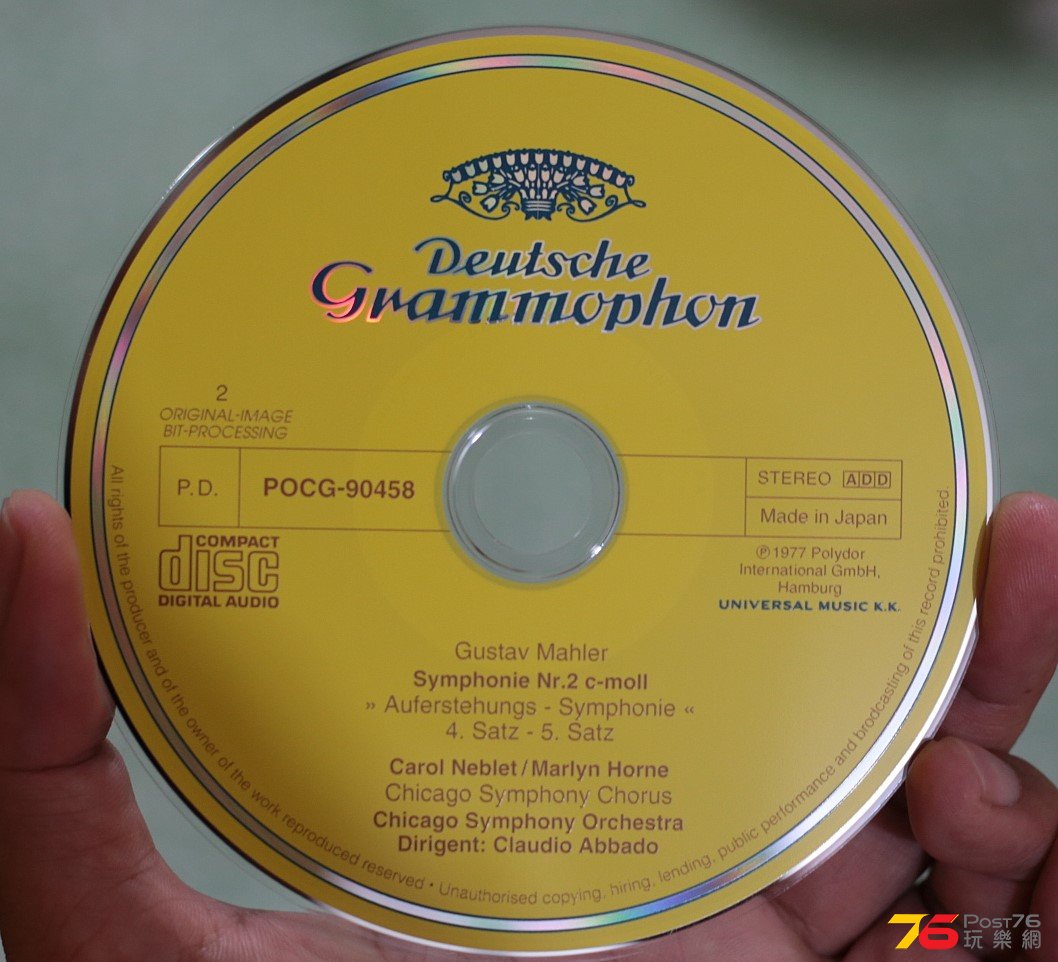 Deutsche
Grammophon
2
ORIGINAL-IMAGE
BIT-PROCESSING
P.D.
POCG-90458
STEREO ADD
Made in Japan
COMPACT
disc
DIGITAL AUDIO
℗ 1977 Polydor
International GmbH,
Hamburg
UNIVERSAL MUSIC K.K.
Gustav Mahler
Symphonie Nr.2 c-moll
» Auferstehungs - Symphonie «
4. Satz - 5. Satz
Carol Neblet / Marlyn Horne
Chicago Symphony Chorus
Chicago Symphony Orchestra
Dirigent: Claudio Abbado
All rights of the producer and of the owner of the work reproduced reserved • Unauthorised copying, hiring, lending, public performance and brodcasting of this record prohibited.
76 POST76
玩樂網